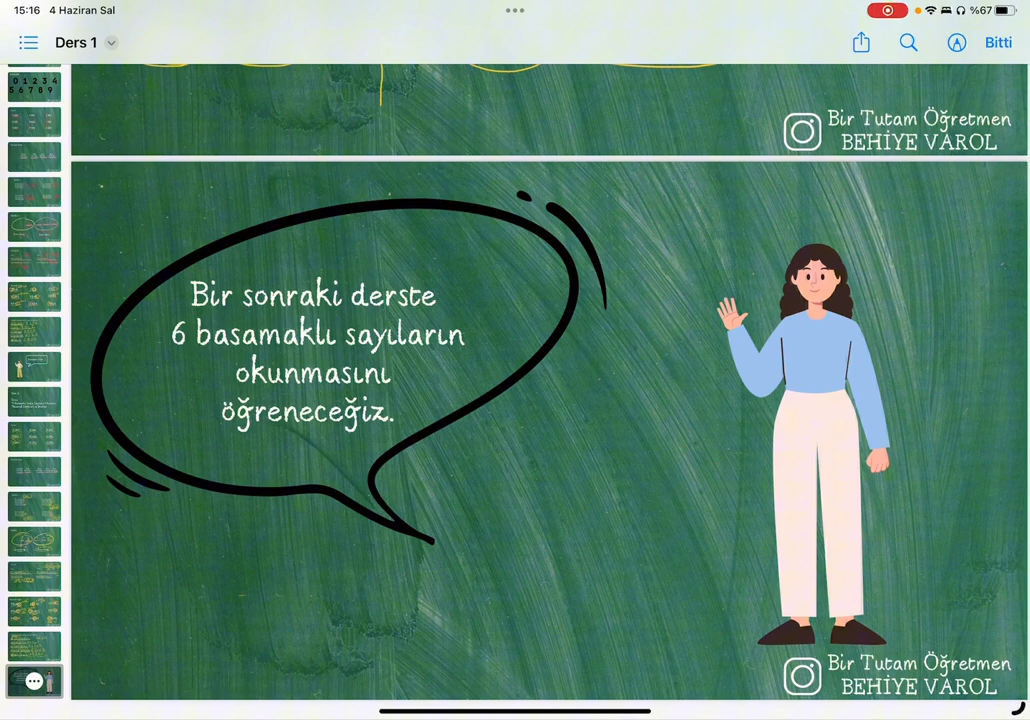 15:16 4 Haziran Sal
%67
Ders 1
Bitti
0 1 2 3 4
5 6 7 8 9
Bir Tutam Öğretmen
BEHİYE VAROL
Bir sonraki derste
6 basamaklı sayıların
okunmasını
öğreneceğiz.
Bir Tutam Öğretmen
BEHİYE VAROL